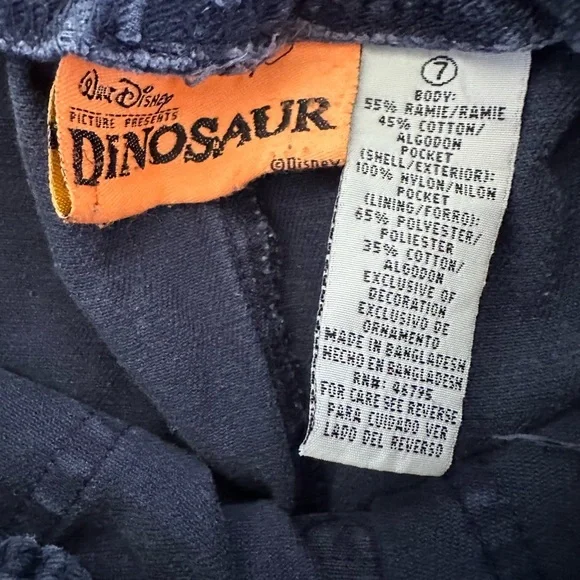 Walt Disney
PICTURE PRESENTS
DINOSAUR
©Disney
7
BODY:
55% RAMIE/RAMIE
45% COTTON/
ALGODON
POCKET
(SHELL/EXTERIOR):
100% NYLON/NILON
POCKET
(LINING/FORRO):
65% POLYESTER/
POLIESTER
35% COTTON/
ALGODON
EXCLUSIVE OF
DECORATION
EXCLUSIVO DE
ORNAMENTO
MADE IN BANGLADESH
HECHO EN BANGLADESH
RN#: 46795
FOR CARE SEE REVERSE
PARA CUIDADO VER
LADO DEL REVERSO